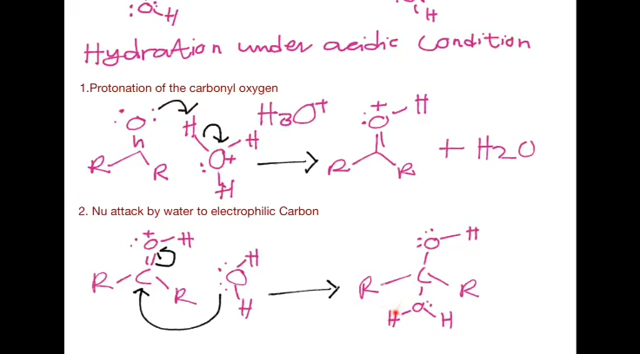 :ÖH
:
H
Hydration under acidic condition
1.Protonation of the carbonyl oxygen
:O: H H3O+ + H
H :O:
:O+
R R H R R + H2O
2. Nu attack by water to electrophilic Carbon
+ :O-H H :Ö-H
R-C R :O: H R-C R
H-O H